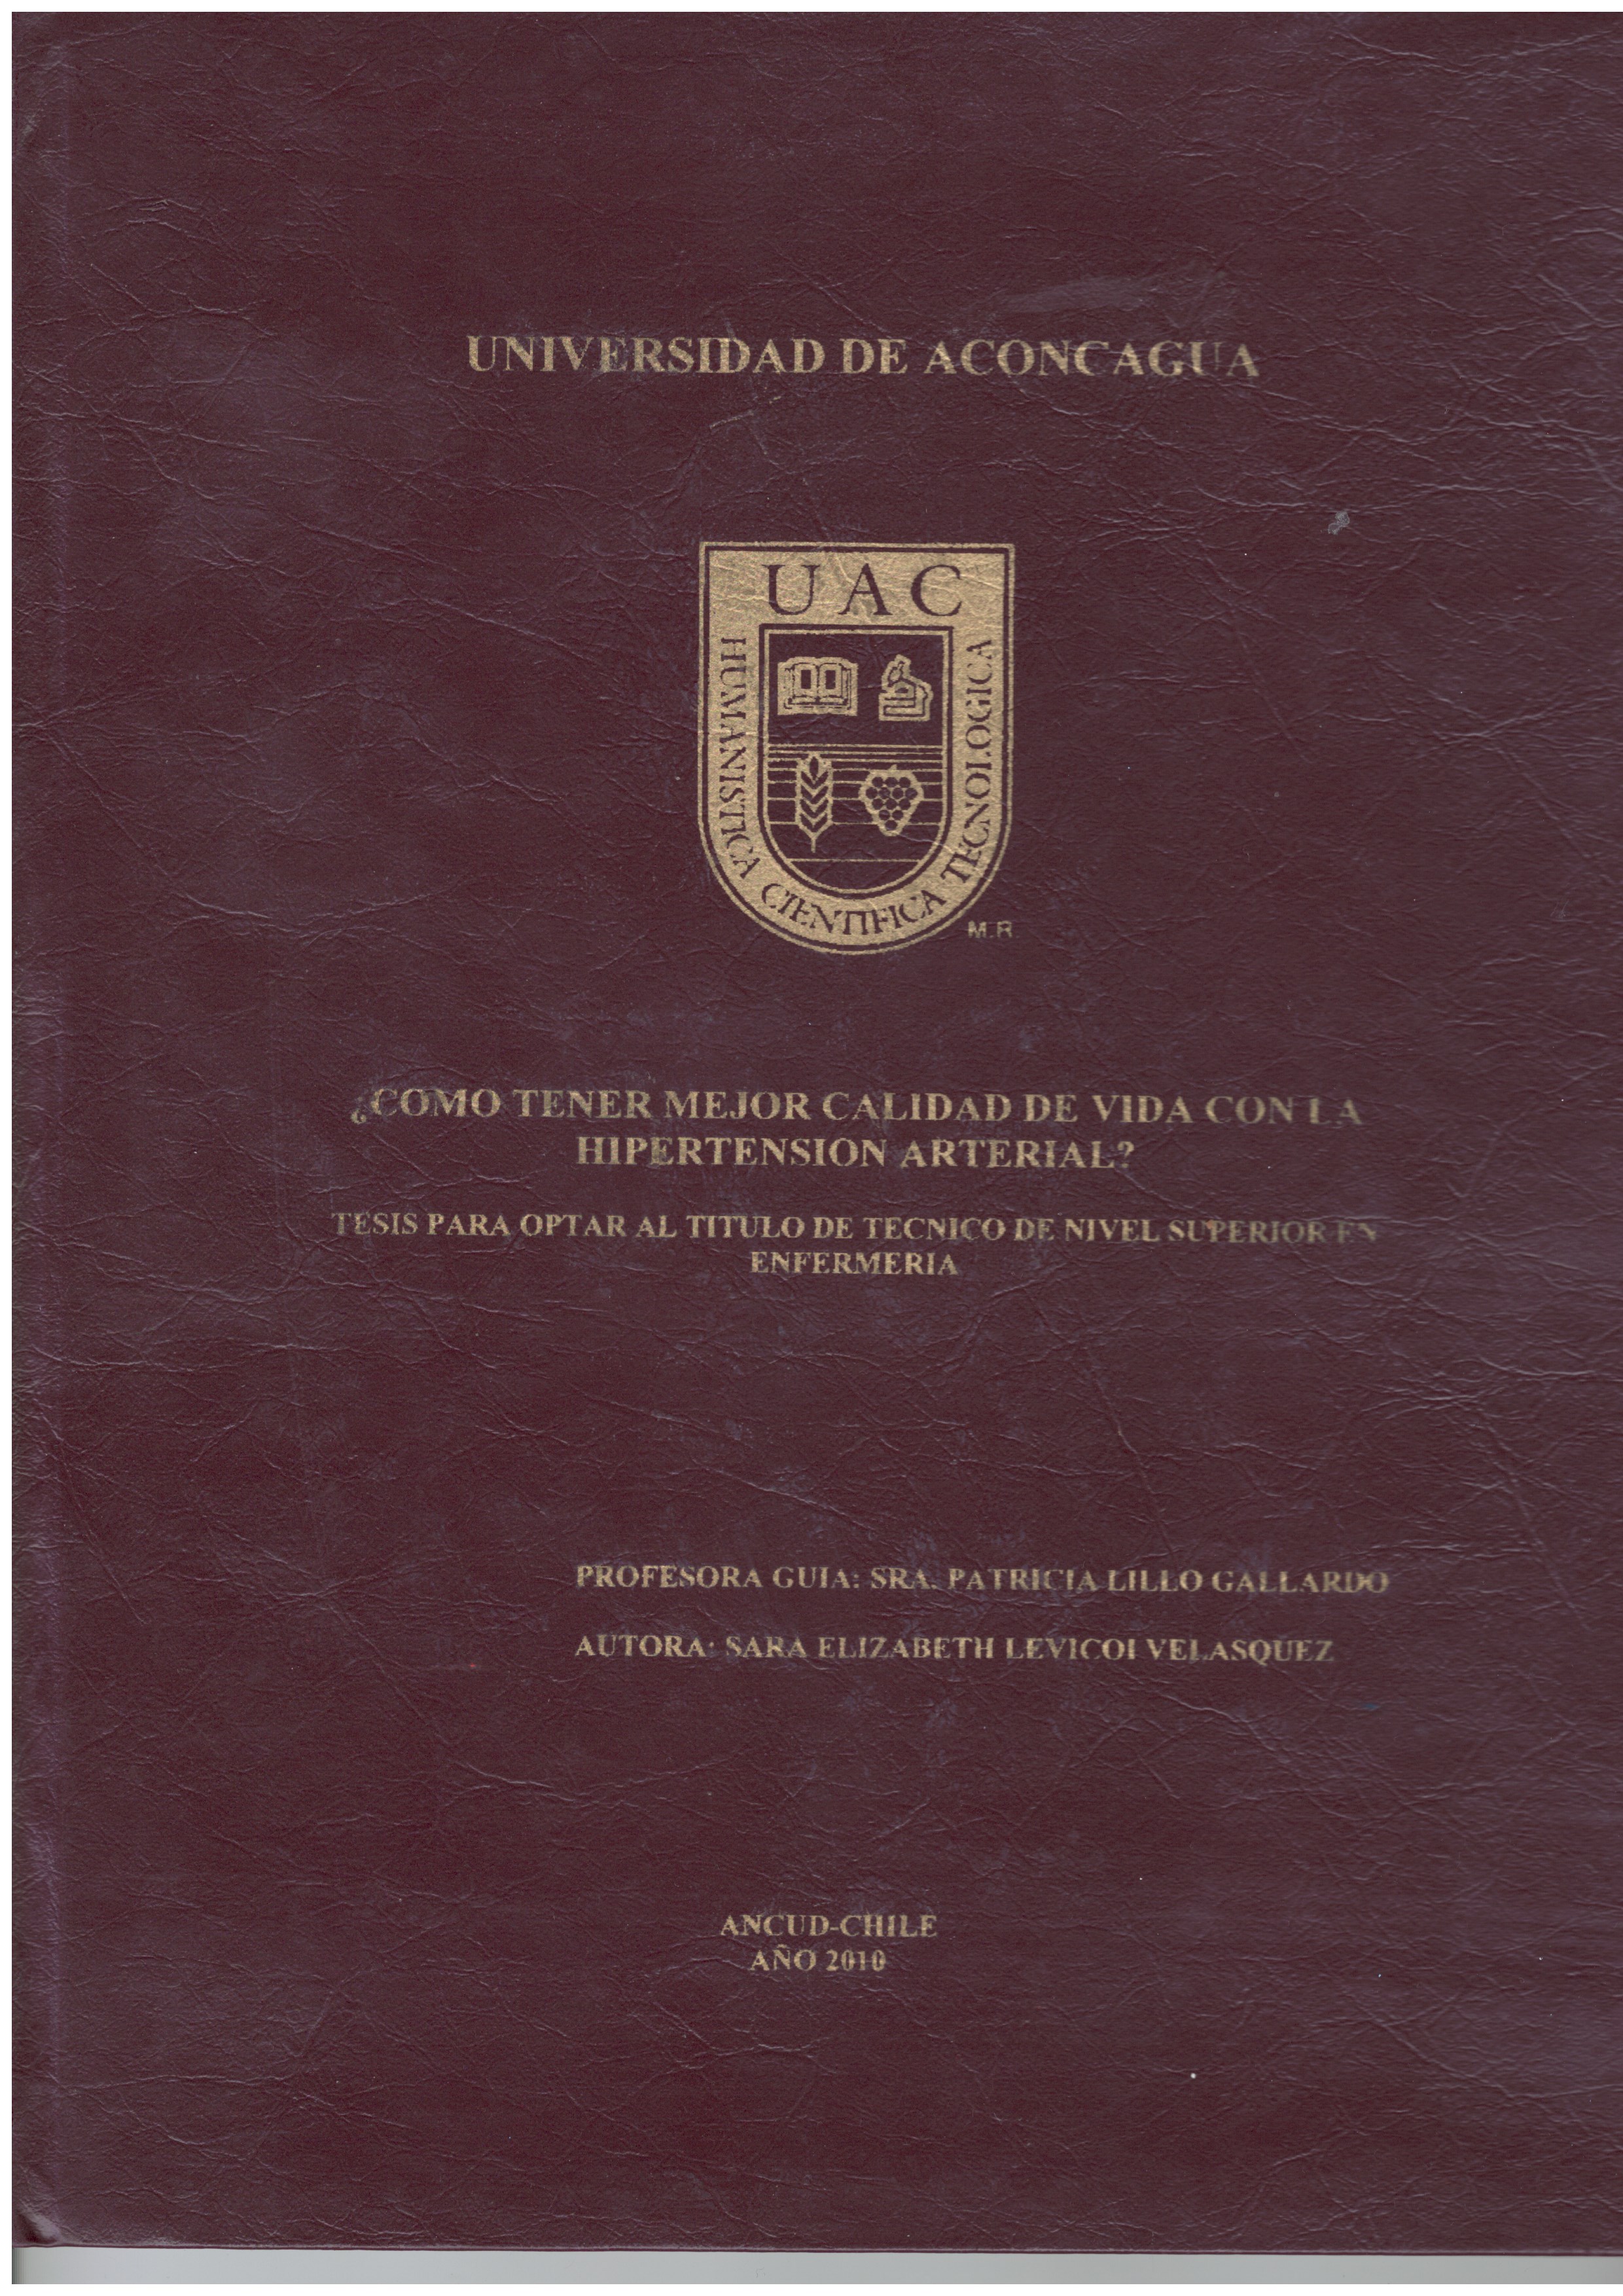 UNIVERSIDAD DE ACONCAGUA
UAC
HUMANISTICA CIENTIFICA TECNOLOGICA
M.R.
¿COMO TENER MEJOR CALIDAD DE VIDA CON LA
HIPERTENSION ARTERIAL?
TESIS PARA OPTAR AL TITULO DE TECNICO DE NIVEL SUPERIOR EN
ENFERMERIA
PROFESORA GUIA: SRA. PATRICIA LILLO GALLARDO
AUTORA: SARA ELIZABETH LEVICOI VELASQUEZ
ANCUD-CHILE
AÑO 2010